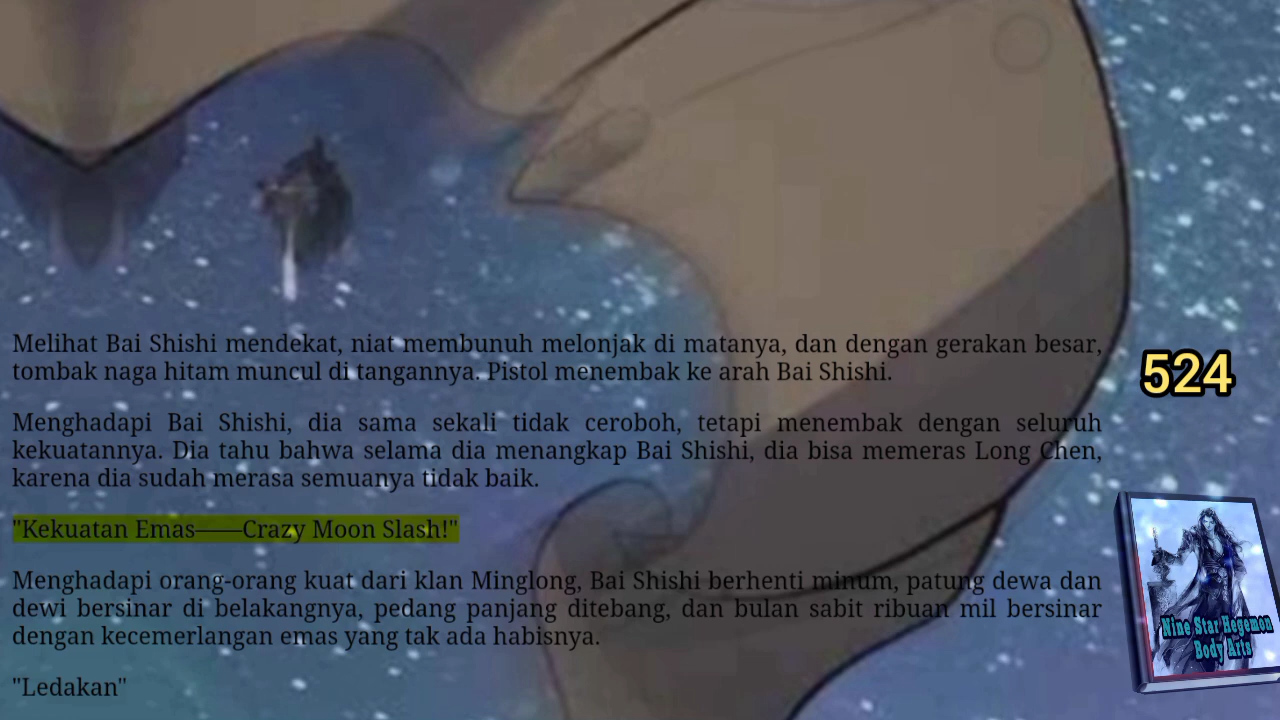 Melihat Bai Shishi mendekat, niat membunuh melonjak di matanya, dan dengan gerakan besar,
tombak naga hitam muncul di tangannya. Pistol menembak ke arah Bai Shishi.
524
Menghadapi Bai Shishi, dia sama sekali tidak ceroboh, tetapi menembak dengan seluruh
kekuatannya. Dia tahu bahwa selama dia menangkap Bai Shishi, dia bisa memeras Long Chen,
karena dia sudah merasa semuanya tidak baik.
"Kekuatan Emas——Crazy Moon Slash!"
Menghadapi orang-orang kuat dari klan Minglong, Bai Shishi berhenti minum, patung dewa dan
dewi bersinar di belakangnya, pedang panjang ditebang, dan bulan sabit ribuan mil bersinar
dengan kecemerlangan emas yang tak ada habisnya.
"Ledakan"
Nine Star Hegemon
Body Arts